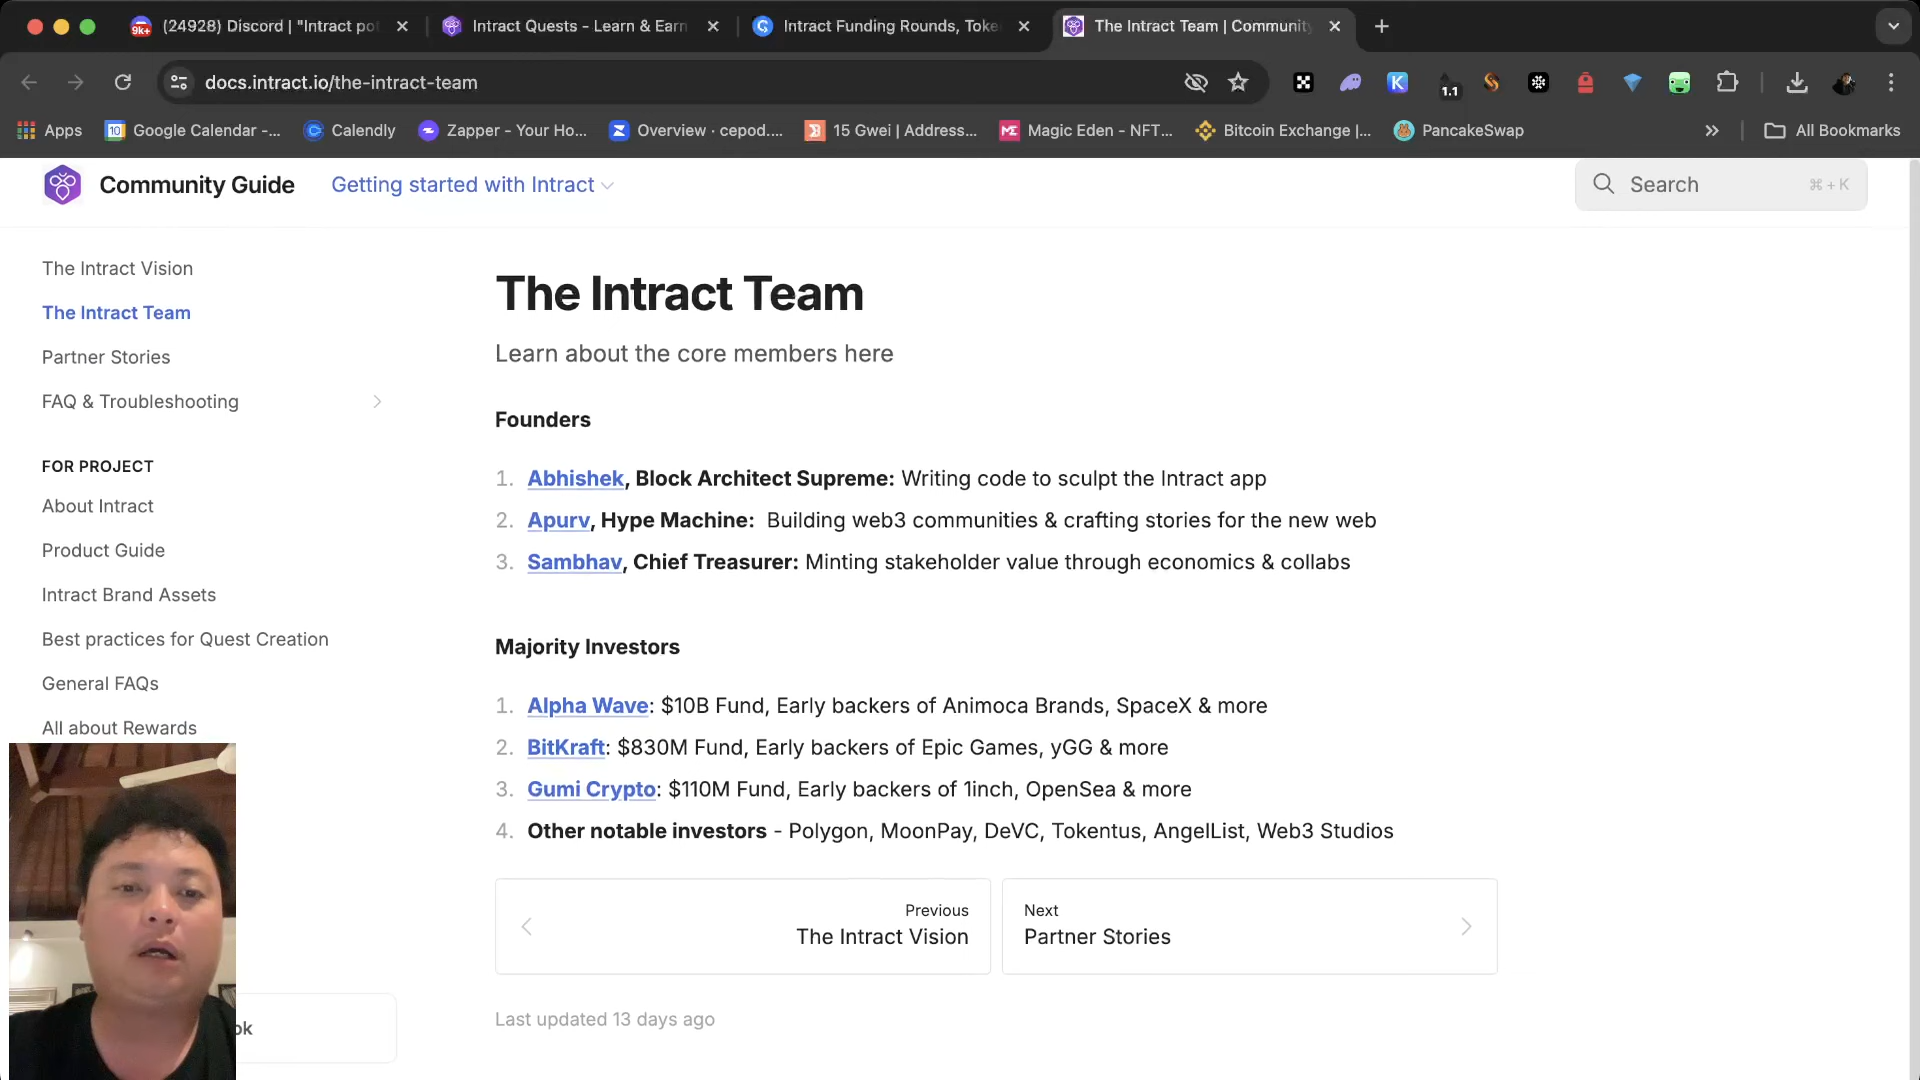 9k+
(24928) Discord | "Intract pot
Intract Quests - Learn & Earn
Intract Funding Rounds, Toke
The Intract Team | Community
docs.intract.io/the-intract-team
1.1
Apps
10
Google Calendar -...
Calendly
Zapper - Your Ho...
Overview · cepod....
15 Gwei | Address...
Magic Eden - NFT...
Bitcoin Exchange |...
PancakeSwap
All Bookmarks
Community Guide
Getting started with Intract
Search
⌘ + K
The Intract Vision
The Intract Team
Partner Stories
FAQ & Troubleshooting
FOR PROJECT
About Intract
Product Guide
Intract Brand Assets
Best practices for Quest Creation
General FAQs
All about Rewards
ok
The Intract Team
Learn about the core members here
Founders
1. Abhishek, Block Architect Supreme: Writing code to sculpt the Intract app
2. Apurv, Hype Machine: Building web3 communities & crafting stories for the new web
3. Sambhav, Chief Treasurer: Minting stakeholder value through economics & collabs
Majority Investors
1. Alpha Wave: $10B Fund, Early backers of Animoca Brands, SpaceX & more
2. BitKraft: $830M Fund, Early backers of Epic Games, yGG & more
3. Gumi Crypto: $110M Fund, Early backers of 1inch, OpenSea & more
4. Other notable investors - Polygon, MoonPay, DeVC, Tokentus, AngelList, Web3 Studios
Previous
The Intract Vision
Next
Partner Stories
Last updated 13 days ago